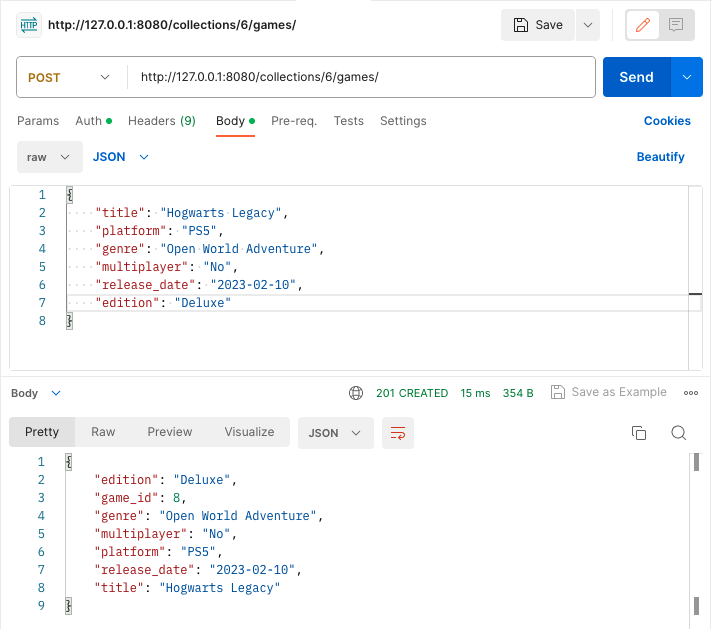 HTTP http://127.0.0.1:8080/collections/6/games/ Save
POST http://127.0.0.1:8080/collections/6/games/ Send
Params Auth Headers (9) Body Pre-req. Tests Settings Cookies
raw JSON Beautify
1 {
2 "title": "Hogwarts Legacy",
3 "platform": "PS5",
4 "genre": "Open World Adventure",
5 "multiplayer": "No",
6 "release_date": "2023-02-10",
7 "edition": "Deluxe"
8 }
Body 201 CREATED 15 ms 354 B Save as Example
Pretty Raw Preview Visualize JSON
1 {
2 "edition": "Deluxe",
3 "game_id": 8,
4 "genre": "Open World Adventure",
5 "multiplayer": "No",
6 "platform": "PS5",
7 "release_date": "2023-02-10",
8 "title": "Hogwarts Legacy"
9 }